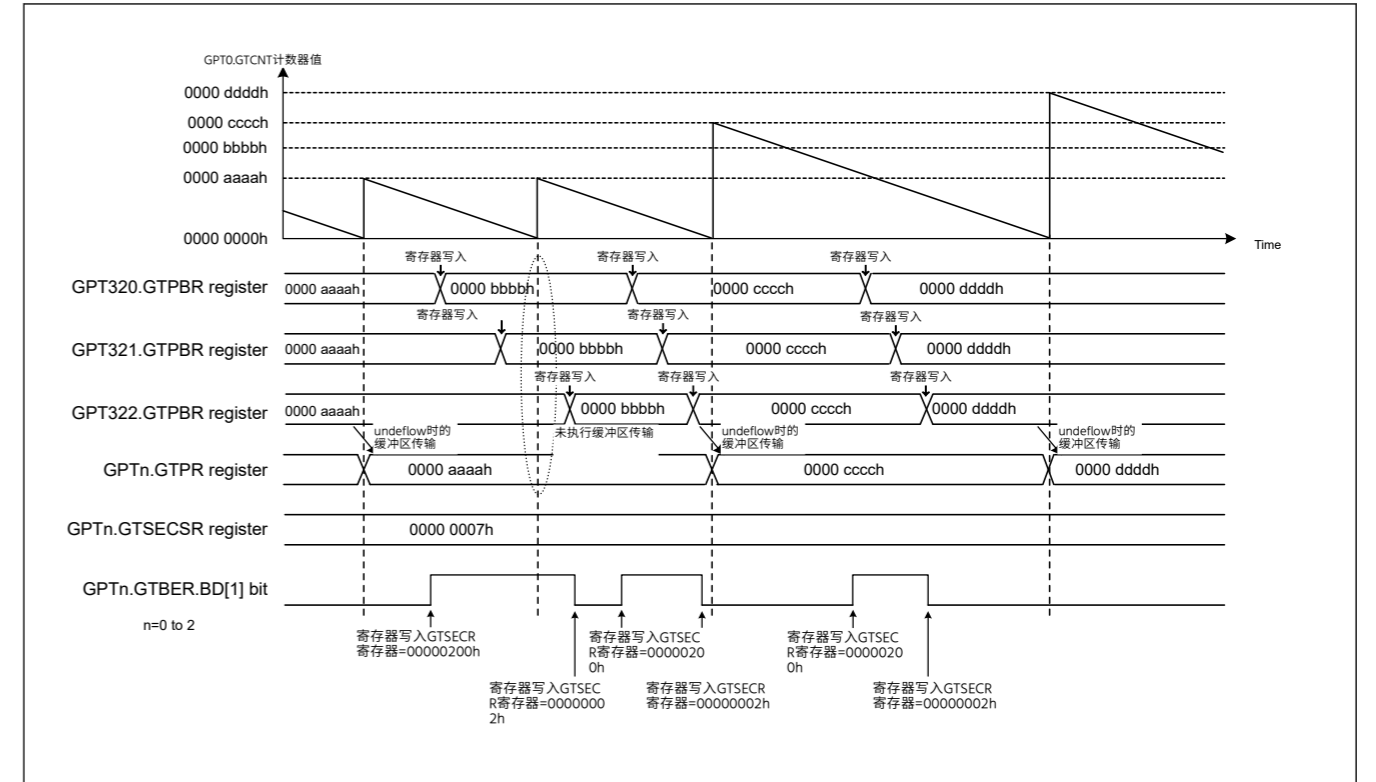 GPT0.GTCNT计数器值
0000 ddddh
0000 cccch
0000 bbbbh
0000 aaaah
0000 0000h
Time
寄存器写入 寄存器写入 寄存器写入
GPT320.GTPBR register 0000 aaaah 0000 bbbbh 0000 cccch 0000 ddddh
寄存器写入 寄存器写入 寄存器写入
GPT321.GTPBR register 0000 aaaah 0000 bbbbh 0000 cccch 0000 ddddh
寄存器写入 寄存器写入 寄存器写入
GPT322.GTPBR register 0000 aaaah 0000 bbbbh 0000 cccch 0000 ddddh
undeflow时的 未执行缓冲区传输 undeflow时的 undeflow时的
缓冲区传输 缓冲区传输 缓冲区传输
GPTn.GTPR register 0000 aaaah 0000 cccch 0000 ddddh
GPTn.GTSECSR register 0000 0007h
GPTn.GTBER.BD[1] bit
n=0 to 2
寄存器写入GTSECR
寄存器=00000200h
寄存器写入GTSEC
R寄存器=0000020
0h
寄存器写入GTSEC
R寄存器=0000020
0h
寄存器写入GTSEC
R寄存器=0000000
2h
寄存器写入GTSECR
寄存器=00000002h
寄存器写入GTSECR
寄存器=00000002h